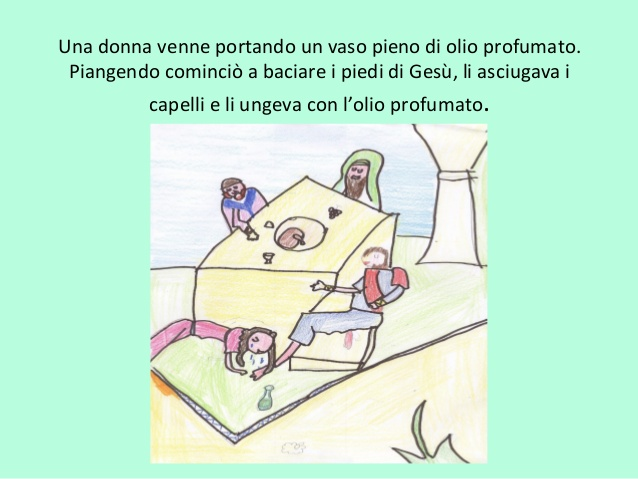 Una donna venne portando un vaso pieno di olio profumato.
Piangendo cominciò a baciare i piedi di Gesù, li asciugava i
capelli e li ungeva con l’olio profumato.